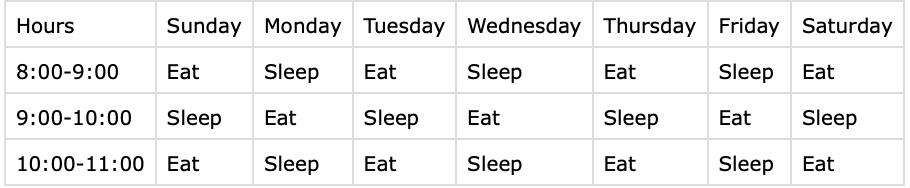 Hours Sunday Monday Tuesday Wednesday Thursday Friday Saturday
8:00-9:00 Eat Sleep Eat Sleep Eat Sleep Eat
9:00-10:00 Sleep Eat Sleep Eat Sleep Eat Sleep
10:00-11:00 Eat Sleep Eat Sleep Eat Sleep Eat